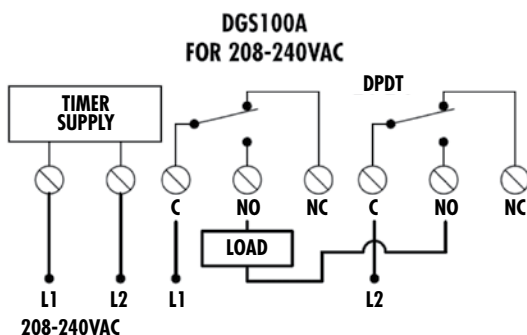 DGS100A
FOR 208-240VAC
TIMER
SUPPLY
DPDT
C NO NC C NO NC
LOAD
L1 L2 L1 L2
208-240VAC